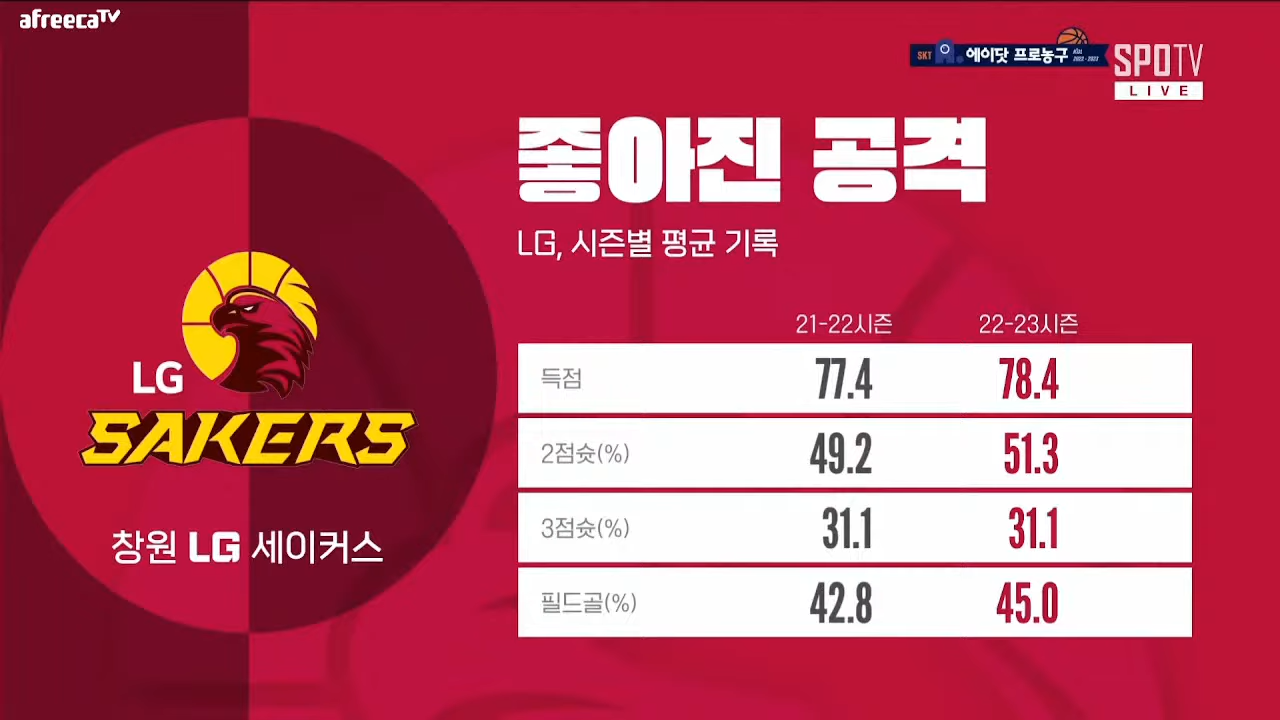 afreecaTV
SKT A. 에이닷 프로농구
SPOTV
LIVE
좋아진 공격
LG, 시즌별 평균 기록
21-22시즌 22-23시즌
득점 77.4 78.4
2점슛(%) 49.2 51.3
3점슛(%) 31.1 31.1
필드골(%) 42.8 45.0
LG
SAKERS
창원 LG 세이커스